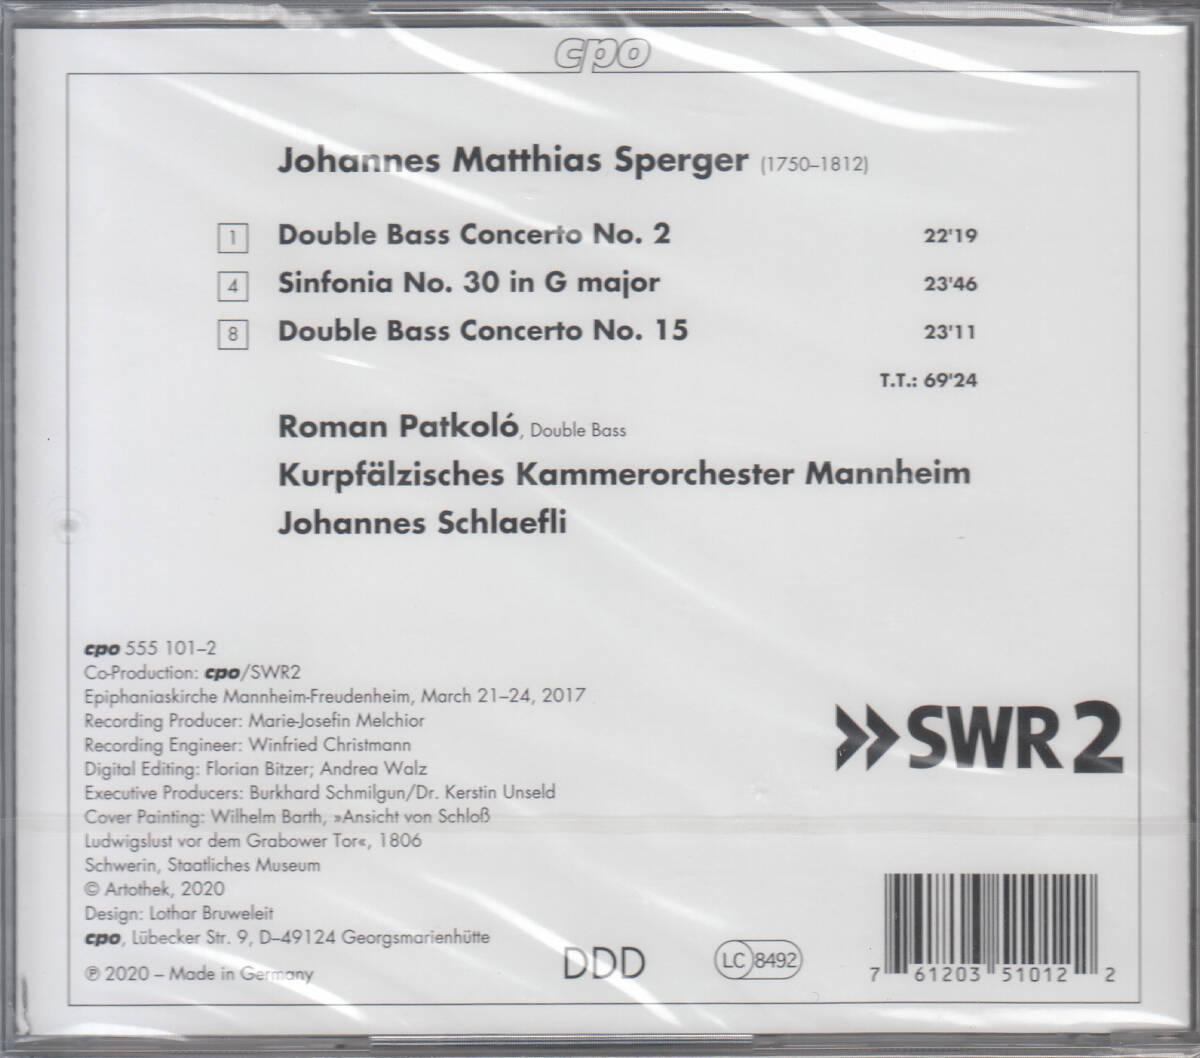 cpo
Johannes Matthias Sperger (1750–1812)
1 Double Bass Concerto No. 2 22'19
4 Sinfonia No. 30 in G major 23'46
8 Double Bass Concerto No. 15 23'11
T.T.: 69'24
Roman Patkoló, Double Bass
Kurpfälzisches Kammerorchester Mannheim
Johannes Schlaefli
cpo 555 101–2
Co-Production: cpo/SWR2
Epiphaniaskirche Mannheim-Freudenheim, March 21–24, 2017
Recording Producer: Marie-Josefin Melchior
Recording Engineer: Winfried Christmann
Digital Editing: Florian Bitzer; Andrea Walz
Executive Producers: Burkhard Schmilgun/Dr. Kerstin Unseld
Cover Painting: Wilhelm Barth, »Ansicht von Schloß
Ludwigslust vor dem Grabower Tor«, 1806
Schwerin, Staatliches Museum
© Artothek, 2020
Design: Lothar Bruweleit
cpo, Lübecker Str. 9, D–49124 Georgsmarienhütte
℗ 2020 – Made in Germany
SWR2
DDD
LC 8492
7 61203 51012 2